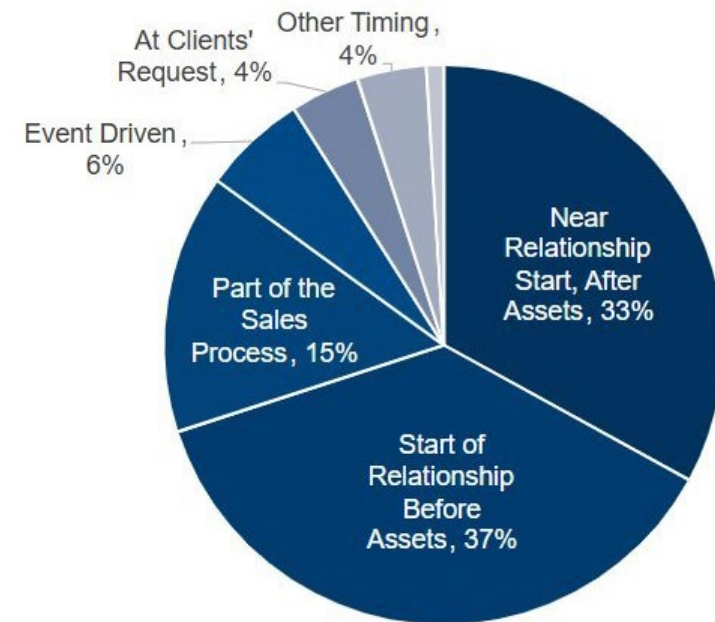 Other Timing ,
4%
At Clients'
Request, 4%
Event Driven ,
6%
Near
Relationship
Start, After
Assets, 33%
Part of the
Sales
Process, 15%
Start of
Relationship
Before
Assets, 37%